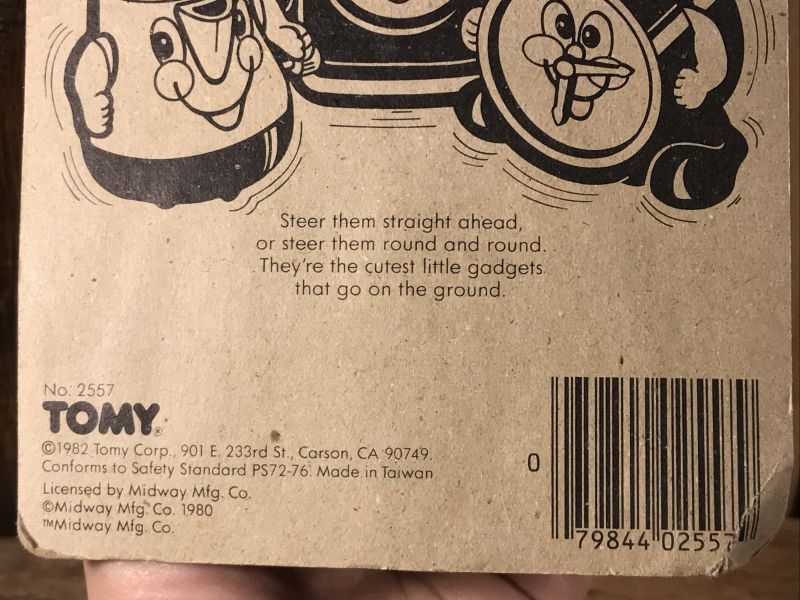 Steer them straight ahead,
or steer them round and round.
They're the cutest little gadgets
that go on the ground.
No. 2557
TOMY®
©1982 Tomy Corp., 901 E. 233rd St., Carson, CA 90749.
Conforms to Safety Standard PS72-76. Made in Taiwan
Licensed by Midway Mfg. Co.
©Midway Mfg. Co. 1980
™Midway Mfg. Co.
0 79844 02557